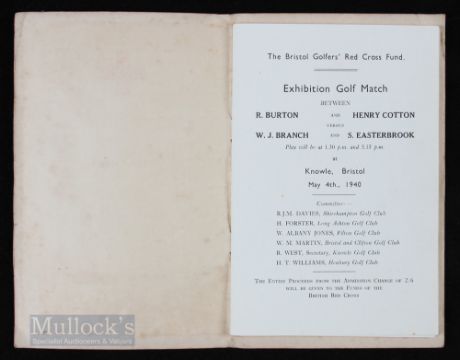 The Bristol Golfers' Red Cross Fund.
Exhibition Golf Match
BETWEEN
R. BURTON AND HENRY COTTON
VERSUS
W. J. BRANCH AND S. EASTERBROOK
Play will be at 1.30 p.m. and 5.15 p.m.
at
Knowle, Bristol
May 4th., 1940
Committee:—
R.J.M. DAVIES, Shirehampton Golf Club
H. FORSTER, Long Ashton Golf Club
W. ALBANY JONES, Filton Golf Club
W. M. MARTIN, Bristol and Clifton Golf Club
B. WEST, Secretary, Knowle Golf Club
H. T. WILLIAMS, Henbury Golf Club
THE ENTIRE PROCEEDS FROM THE ADMISSION CHARGE OF 2/6
WILL BE GIVEN TO THE FUNDS OF THE
BRITISH RED CROSS
Mullock's
Specialist Auctioneers & Valuers